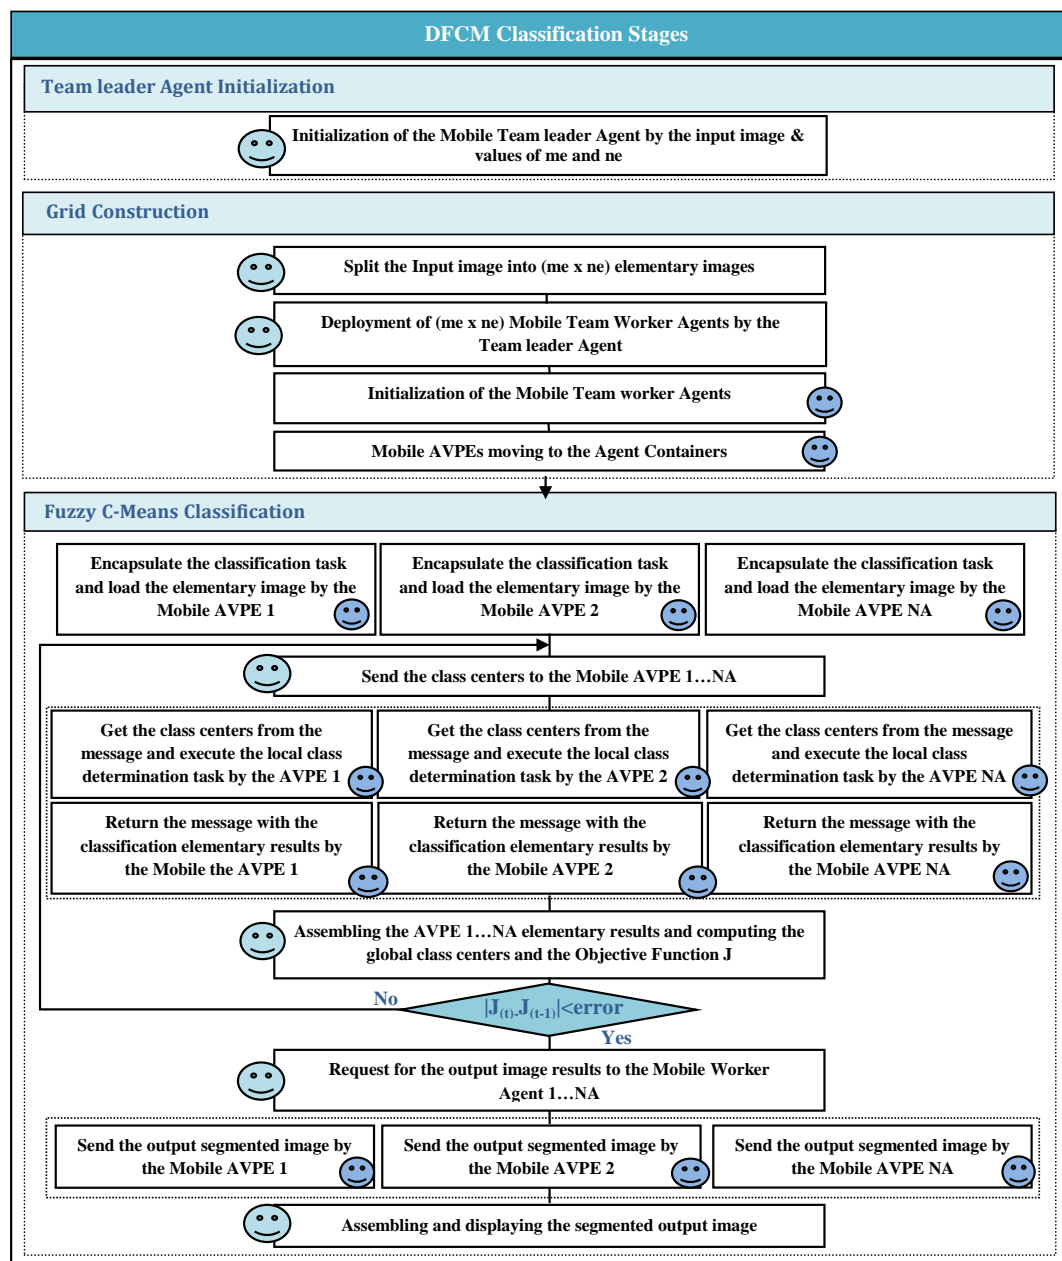 DFCM Classification Stages
Team leader Agent Initialization
Initialization of the Mobile Team leader Agent by the input image &
values of me and ne
Grid Construction
Split the Input image into (me x ne) elementary images
Deployment of (me x ne) Mobile Team Worker Agents by the
Team leader Agent
Initialization of the Mobile Team worker Agents
Mobile AVPEs moving to the Agent Containers
Fuzzy C-Means Classification
Encapsulate the classification task
and load the elementary image by the
Mobile AVPE 1
Encapsulate the classification task
and load the elementary image by the
Mobile AVPE 2
Encapsulate the classification task
and load the elementary image by the
Mobile AVPE NA
Send the class centers to the Mobile AVPE 1…NA
Get the class centers from the
message and execute the local class
determination task by the AVPE 1
Get the class centers from the
message and execute the local class
determination task by the AVPE 2
Get the class centers from the message
and execute the local class
determination task by the AVPE NA
Return the message with the
classification elementary results by
the Mobile the AVPE 1
Return the message with the
classification elementary results by
the Mobile AVPE 2
Return the message with the
classification elementary results by
the Mobile AVPE NA
Assembling the AVPE 1…NA elementary results and computing the
global class centers and the Objective Function J
No
|J(t)-J(t-1)|<error
Yes
Request for the output image results to the Mobile Worker
Agent 1…NA
Send the output segmented image by
the Mobile AVPE 1
Send the output segmented image by
the Mobile AVPE 2
Send the output segmented image by
the Mobile AVPE NA
Assembling and displaying the segmented output image